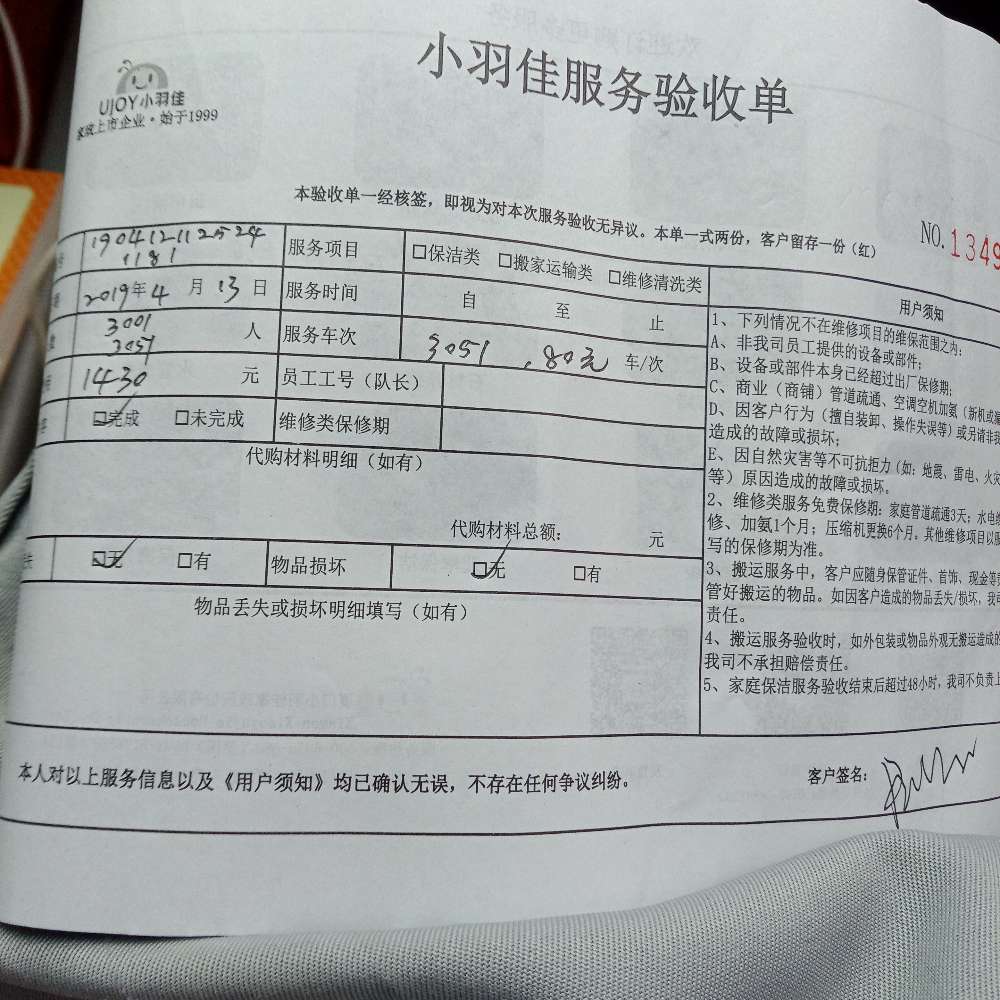 小羽佳服务验收单
UJOY小羽佳
家政上市企业·始于1999
本验收单一经核签，即视为对本次服务验收无异议。本单一式两份，客户留存一份（红）
NO.1349
190412112524
1181
服务项目 □保洁类 □搬家运输类 □维修清洗类
2019年4月13日 服务时间 自 至 止
3001
3051 人 服务车次 3051 .80元 车/次
1430 元 员工工号（队长）
☑完成 □未完成 维修类保修期
代购材料明细（如有）
代购材料总额： 元
失 ☑无 □有 物品损坏 ☑无 □有
物品丢失或损坏明细填写（如有）
用户须知
1、下列情况不在维修项目的维保范围之内：
A、非我司员工提供的设备或部件；
B、设备或部件本身已经超过出厂保修期；
C、商业（商铺）管道疏通、空调空机加氨（新机或漏
D、因客户行为（擅自装卸、操作失误等）或另请非我
造成的故障或损坏；
E、因自然灾害等不可抗拒力（如：地震、雷电、火灾
等）原因造成的故障或损坏。
2、维修类服务免费保修期：家庭管道疏通3天；水电维
修、加氨1个月；压缩机更换6个月。其他维修项目以服
写的保修期为准。
3、搬运服务中，客户应随身保管证件、首饰、现金等贵
管好搬运的物品。如因客户造成的物品丢失/损坏，我司
责任。
4、搬运服务验收时，如外包装或物品外观无搬运造成的
我司不承担赔偿责任。
5、家庭保洁服务验收结束后超过48小时，我司不负责上
本人对以上服务信息以及《用户须知》均已确认无误，不存在任何争议纠纷。
客户签名：